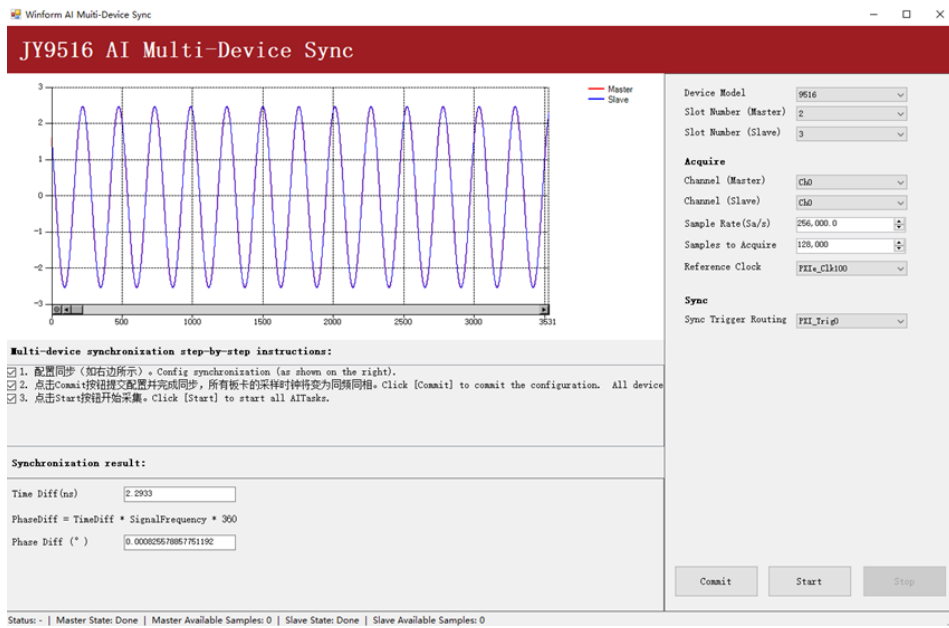 Winform AI Muiti-Device Sync
JY9516 AI Multi-Device Sync
3
2
1
0
-1
-2
-3
0
500
1000
1500
2000
2500
3000
3531
Master
Slave
Multi-device synchronization step-by-step instructions:
1. 配置同步（如右边所示）。Config synchronization (as shown on the right).
2. 点击Commit按钮提交配置并完成同步，所有板卡的采样时钟将变为同频同相。Click [Commit] to commit the configuration. All device
3. 点击Start按钮开始采集。Click [Start] to start all AITasks.
Synchronization result:
Time Diff(ns) 2.2933
PhaseDiff = TimeDiff * SignalFrequency * 360
Phase Diff (°) 0.000825578857751192
Device Model 9516
Slot Number (Master) 2
Slot Number (Slave) 3
Acquire
Channel (Master) Ch0
Channel (Slave) Ch0
Sample Rate(Sa/s) 256,000.0
Samples to Acquire 128,000
Reference Clock PXIe_Clk100
Sync
Sync Trigger Routing PXI_Trig0
Commit
Start
Stop
Status: - | Master State: Done | Master Available Samples: 0 | Slave State: Done | Slave Available Samples: 0